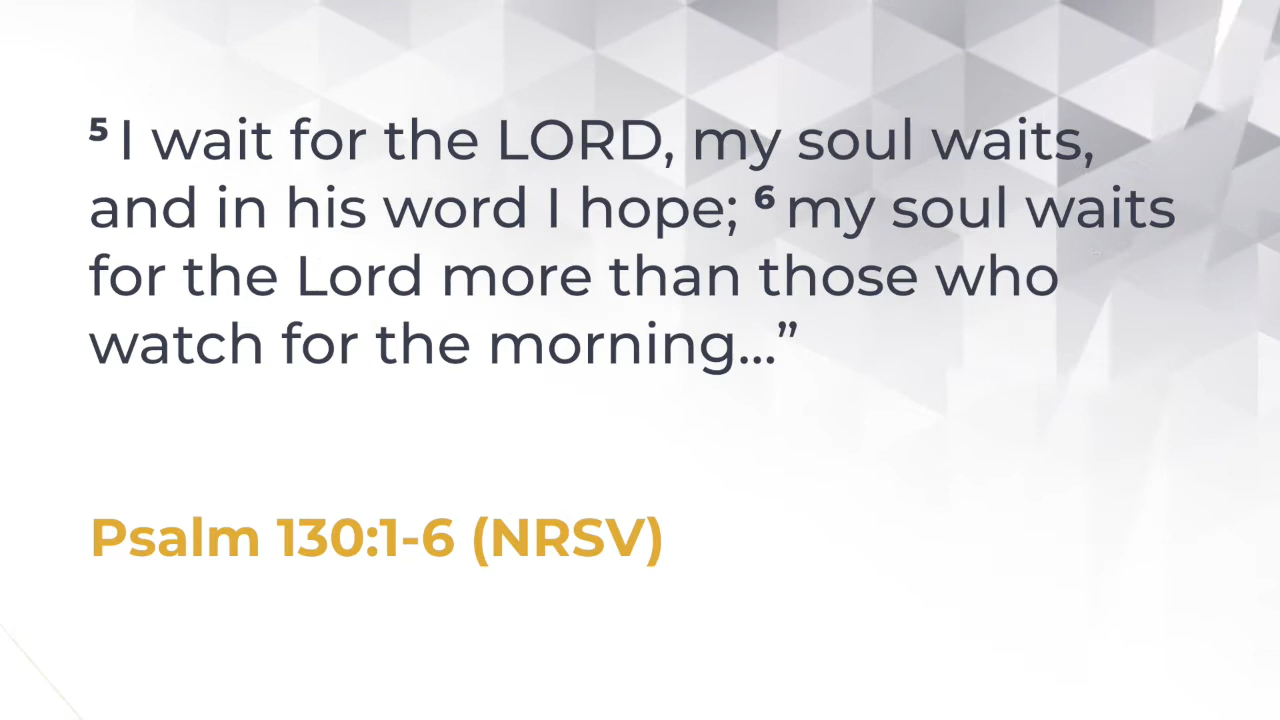 5 I wait for the LORD, my soul waits,
and in his word I hope; 6 my soul waits
for the Lord more than those who
watch for the morning...”
Psalm 130:1-6 (NRSV)